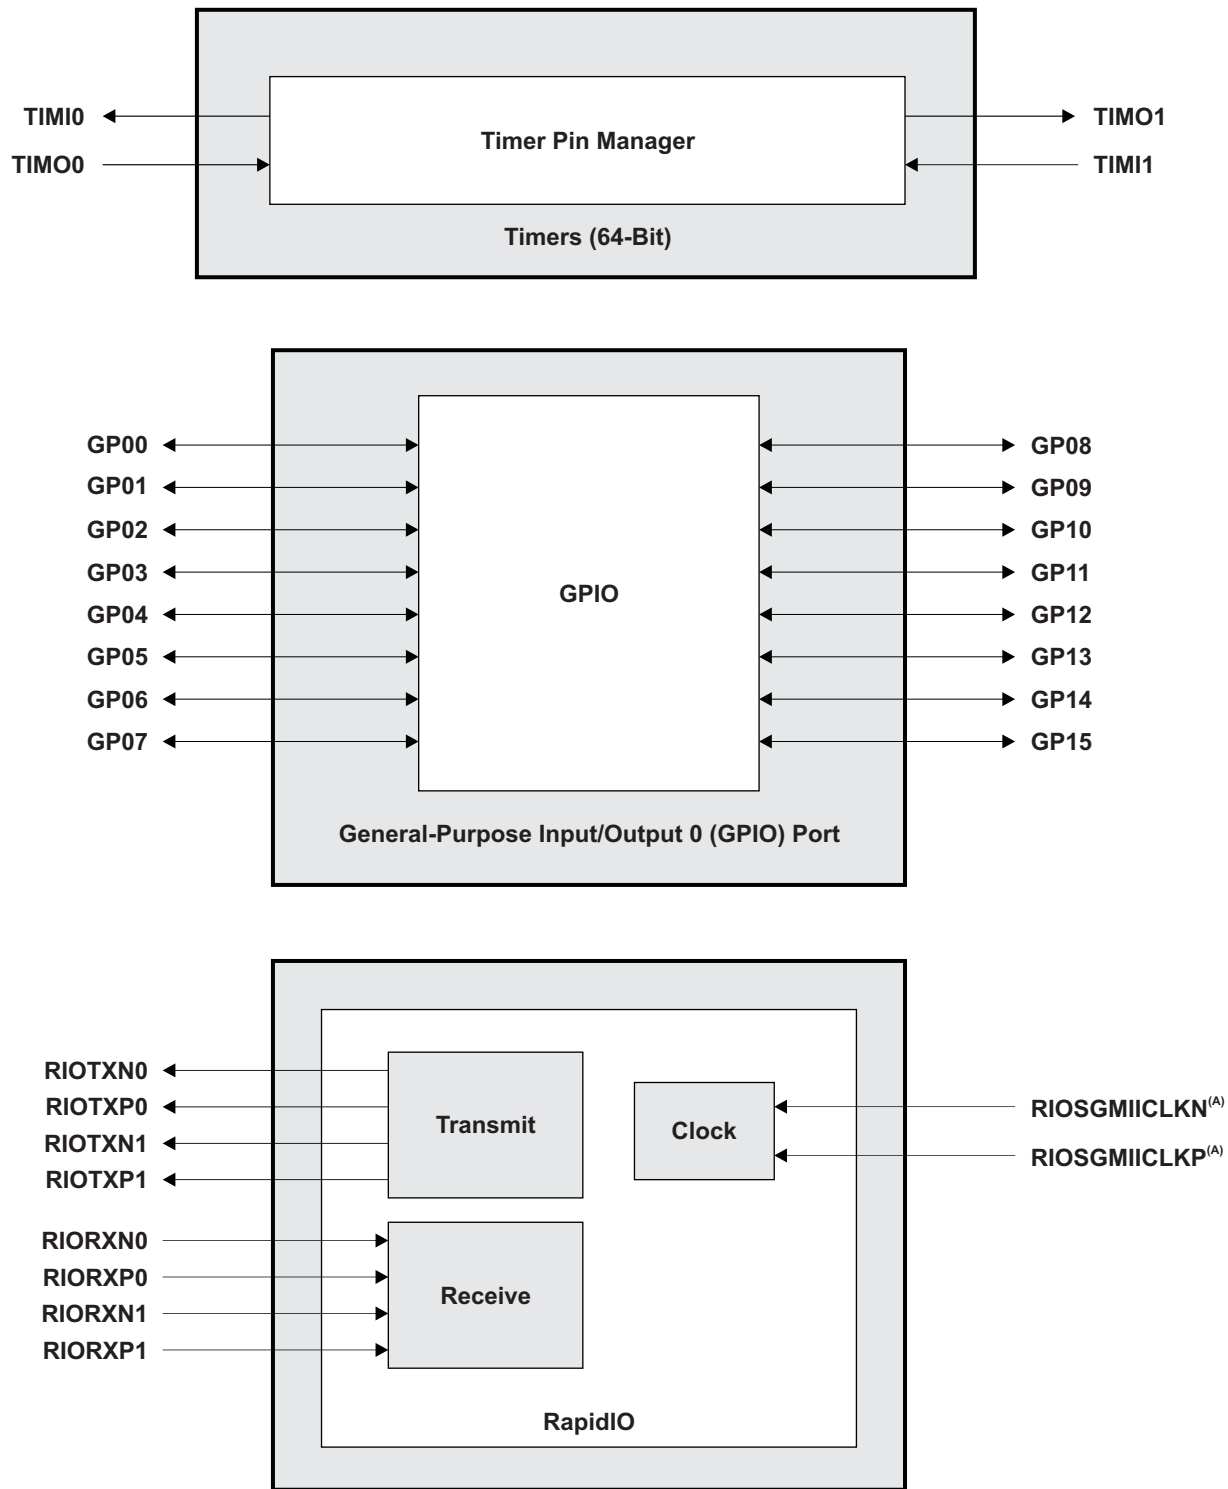 TIMI0
TIMO0
Timer Pin Manager
TIMO1
TIMI1
Timers (64-Bit)
GP00
GP01
GP02
GP03
GP04
GP05
GP06
GP07
GPIO
GP08
GP09
GP10
GP11
GP12
GP13
GP14
GP15
General-Purpose Input/Output 0 (GPIO) Port
RIOTXN0
RIOTXP0
RIOTXN1
RIOTXP1
Transmit
Clock
RIOSGMIICLKN(A)
RIOSGMIICLKP(A)
RIORXN0
RIORXP0
RIORXN1
RIORXP1
Receive
RapidIO